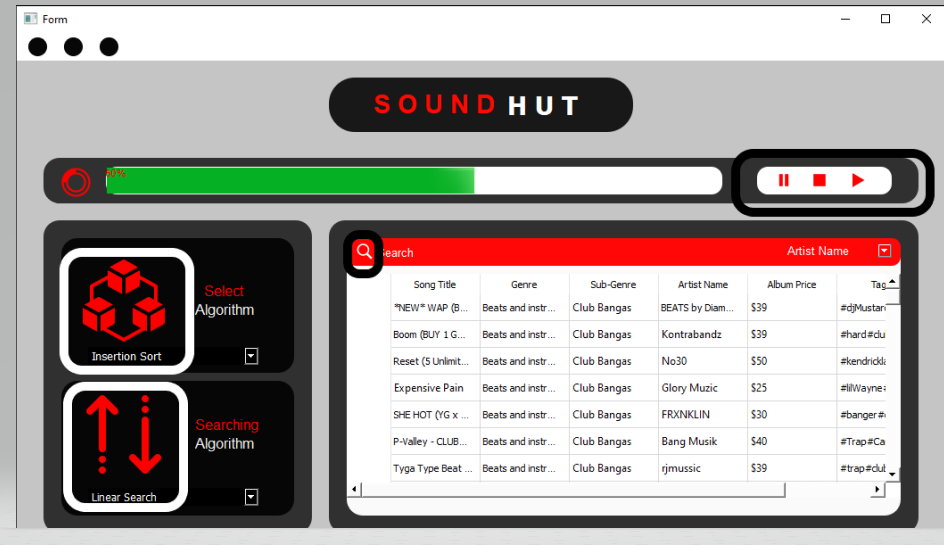 Form
SOUND HUT
Search
Artist Name
Select
Algorithm
Insertion Sort
Searching
Algorithm
Linear Search
Song Title Genre Sub-Genre Artist Name Album Price Tag
*NEW* WAP (B... Beats and instr... Club Bangas BEATS by Diam... $39 #djMustar
Boom (BUY 1 G... Beats and instr... Club Bangas Kontrabandz $39 #hard#clu
Reset (5 Unlimit... Beats and instr... Club Bangas No30 $50 #kendrickla
Expensive Pain Beats and instr... Club Bangas Glory Muzic $25 #lilWayne#
SHE HOT (YG x ... Beats and instr... Club Bangas FRXNKLIN $30 #banger#
P-Valley - CLUB... Beats and instr... Club Bangas Bang Musik $40 #Trap#Ca
Tyga Type Beat ... Beats and instr... Club Bangas rjmussic $39 #trap#club